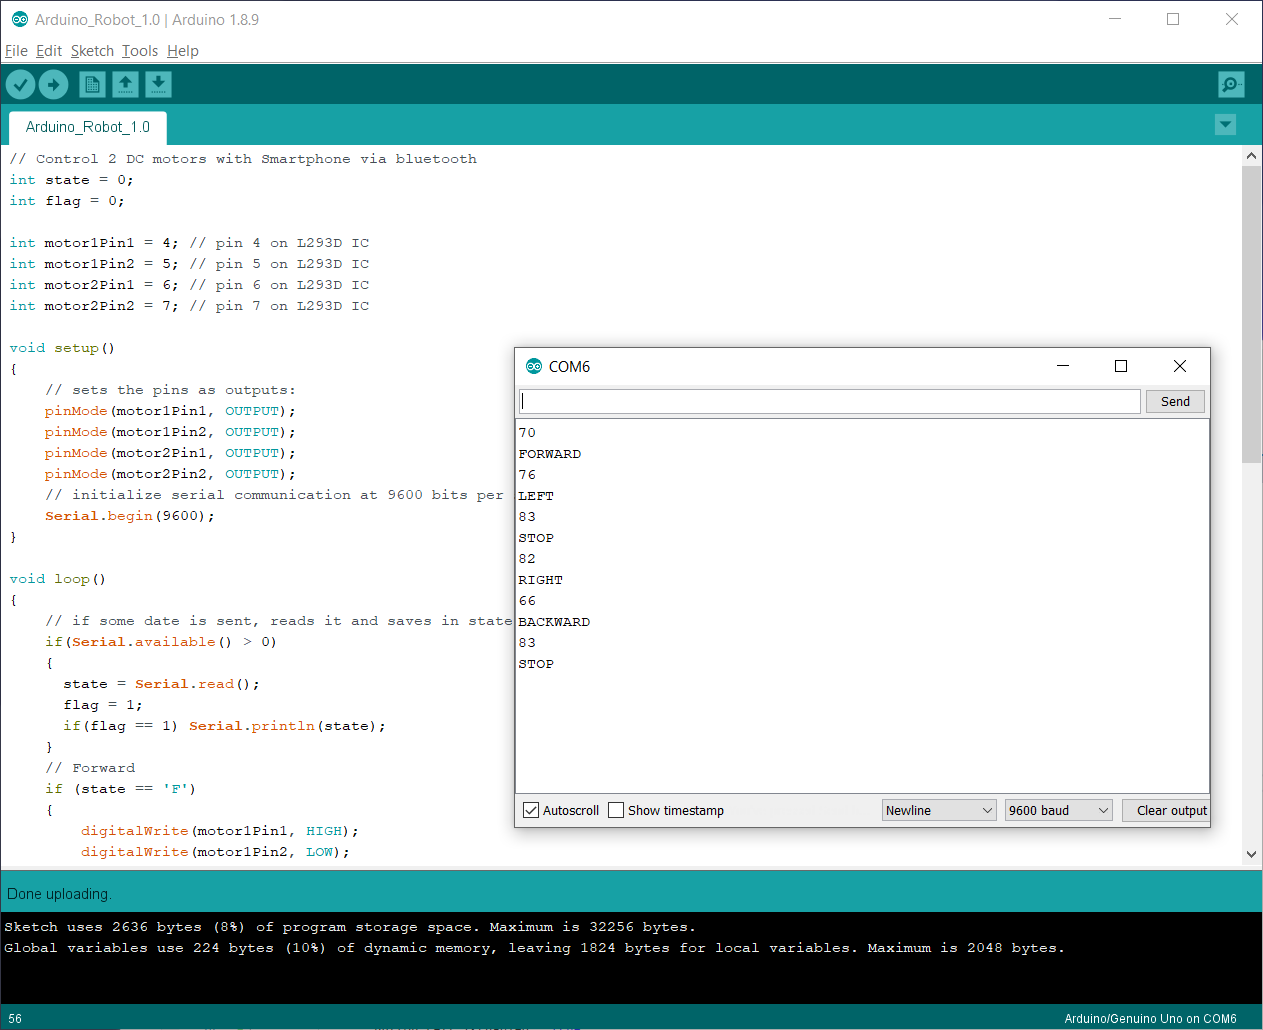 Arduino_Robot_1.0 | Arduino 1.8.9
File Edit Sketch Tools Help
Arduino_Robot_1.0
// Control 2 DC motors with Smartphone via bluetooth
int state = 0;
int flag = 0;
int motor1Pin1 = 4; // pin 4 on L293D IC
int motor1Pin2 = 5; // pin 5 on L293D IC
int motor2Pin1 = 6; // pin 6 on L293D IC
int motor2Pin2 = 7; // pin 7 on L293D IC
void setup()
{
// sets the pins as outputs:
pinMode(motor1Pin1, OUTPUT);
pinMode(motor1Pin2, OUTPUT);
pinMode(motor2Pin1, OUTPUT);
pinMode(motor2Pin2, OUTPUT);
// initialize serial communication at 9600 bits per
Serial.begin(9600);
}
void loop()
{
// if some date is sent, reads it and saves in state
if(Serial.available() > 0)
{
state = Serial.read();
flag = 1;
if(flag == 1) Serial.println(state);
}
// Forward
if (state == 'F')
{
digitalWrite(motor1Pin1, HIGH);
digitalWrite(motor1Pin2, LOW);
COM6
Send
70
FORWARD
76
LEFT
83
STOP
82
RIGHT
66
BACKWARD
83
STOP
Autoscroll Show timestamp Newline 9600 baud Clear output
Done uploading.
Sketch uses 2636 bytes (8%) of program storage space. Maximum is 32256 bytes.
Global variables use 224 bytes (10%) of dynamic memory, leaving 1824 bytes for local variables. Maximum is 2048 bytes.
56 Arduino/Genuino Uno on COM6